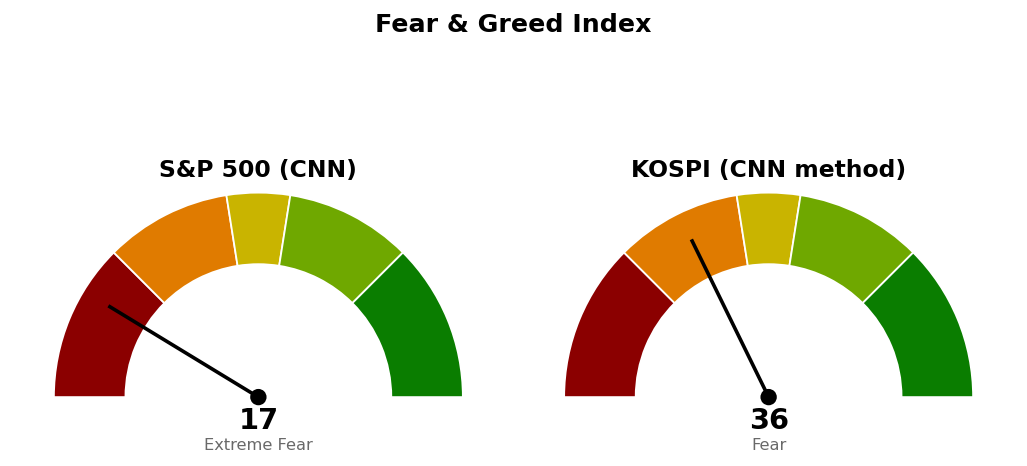 Fear & Greed Index
S&P 500 (CNN)
KOSPI (CNN method)
17
36
Extreme Fear
Fear